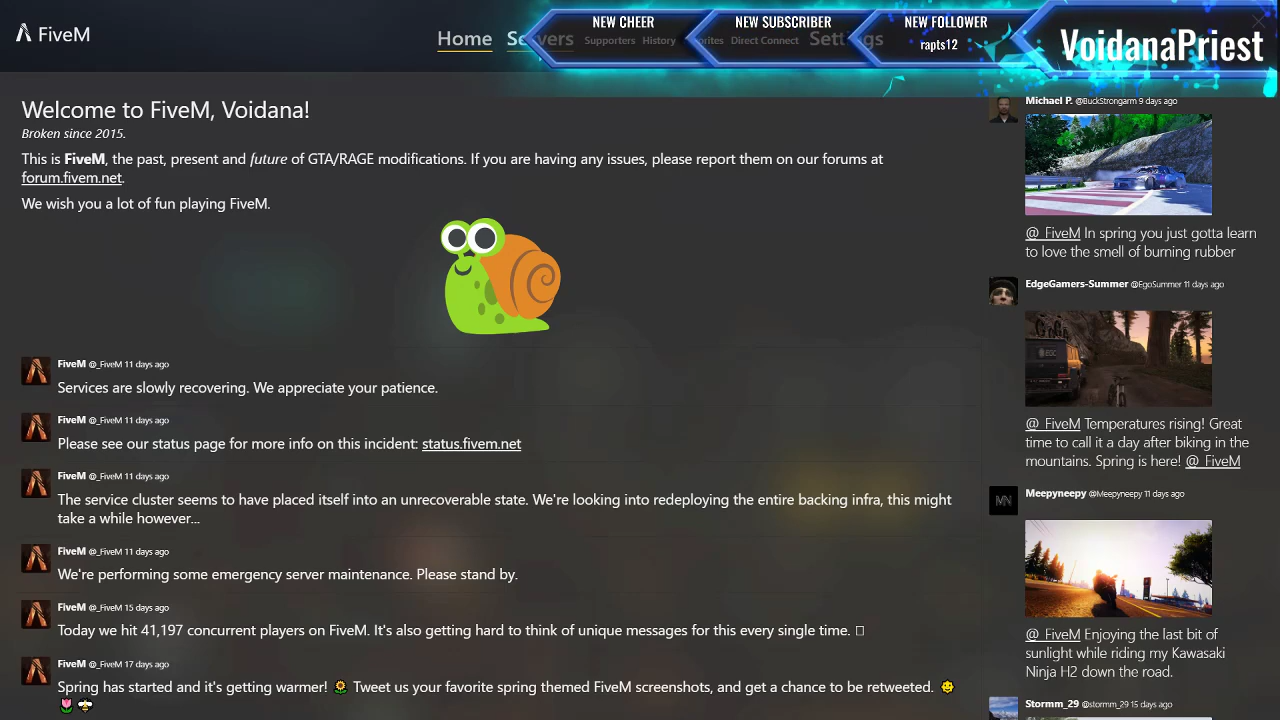 FiveM
Home
Servers
Supporters
History
Favorites
Direct Connect
Settings
NEW CHEER
NEW SUBSCRIBER
NEW FOLLOWER
rapts12
VoidanaPriest
Welcome to FiveM, Voidana!
Broken since 2015.
This is FiveM, the past, present and future of GTA/RAGE modifications. If you are having any issues, please report them on our forums at
forum.fivem.net.
We wish you a lot of fun playing FiveM.
FiveM @_FiveM 11 days ago
Services are slowly recovering. We appreciate your patience.
FiveM @_FiveM 11 days ago
Please see our status page for more info on this incident: status.fivem.net
FiveM @_FiveM 11 days ago
The service cluster seems to have placed itself into an unrecoverable state. We're looking into redeploying the entire backing infra, this might
take a while however...
FiveM @_FiveM 11 days ago
We're performing some emergency server maintenance. Please stand by.
FiveM @_FiveM 15 days ago
Today we hit 41,197 concurrent players on FiveM. It's also getting hard to think of unique messages for this every single time.
FiveM @_FiveM 17 days ago
Spring has started and it's getting warmer! 🌻 Tweet us your favorite spring themed FiveM screenshots, and get a chance to be retweeted. 🌞
🌷🐝
Michael P. @BuckStrongarm 9 days ago
@_FiveM In spring you just gotta learn
to love the smell of burning rubber
EdgeGamers-Summer @EgoSummer 11 days ago
@_FiveM Temperatures rising! Great
time to call it a day after biking in the
mountains. Spring is here! @_FiveM
MN
Meepyneepy @Meepyneepy 11 days ago
@_FiveM Enjoying the last bit of
sunlight while riding my Kawasaki
Ninja H2 down the road.
Stormm_29 @stormm_29 15 days ago